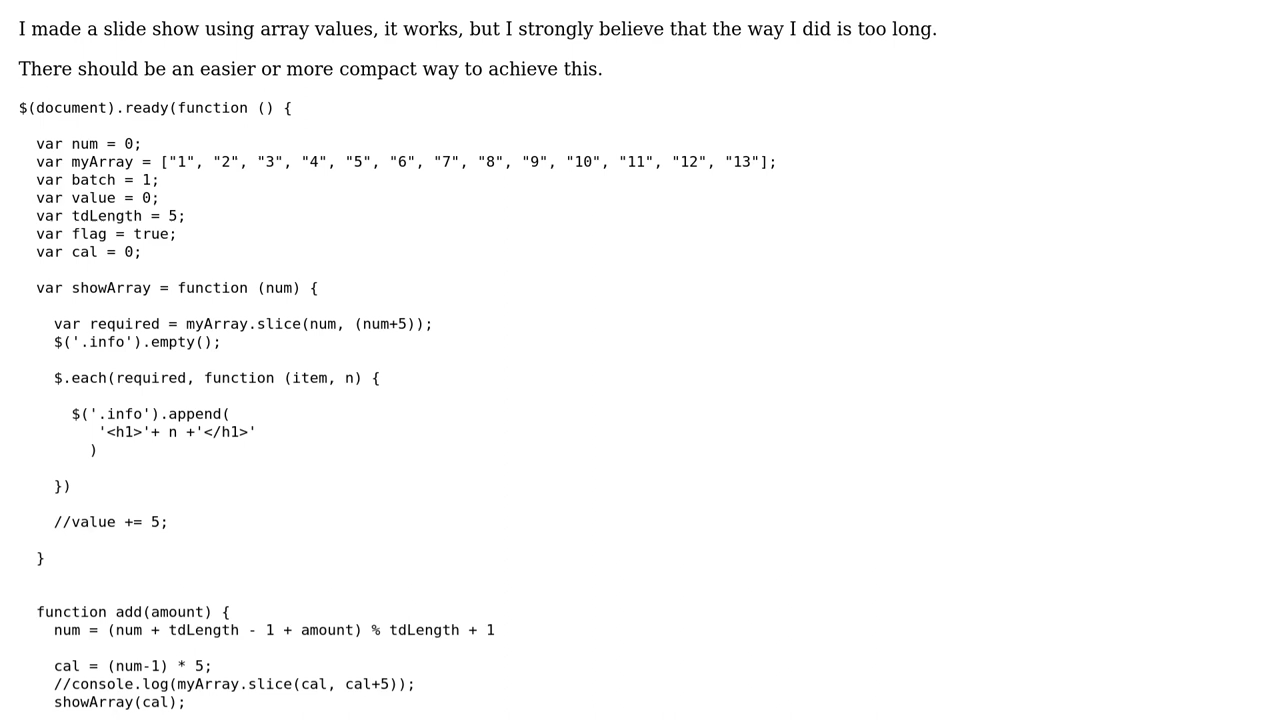 I made a slide show using array values, it works, but I strongly believe that the way I did is too long.
There should be an easier or more compact way to achieve this.
$(document).ready(function () {
var num = 0;
var myArray = ["1", "2", "3", "4", "5", "6", "7", "8", "9", "10", "11", "12", "13"];
var batch = 1;
var value = 0;
var tdLength = 5;
var flag = true;
var cal = 0;
var showArray = function (num) {
var required = myArray.slice(num, (num+5));
$('.info').empty();
$.each(required, function (item, n) {
$('.info').append(
'<h1>'+ n +'</h1>'
)
})
//value += 5;
}
function add(amount) {
num = (num + tdLength - 1 + amount) % tdLength + 1
cal = (num-1) * 5;
//console.log(myArray.slice(cal, cal+5));
showArray(cal);